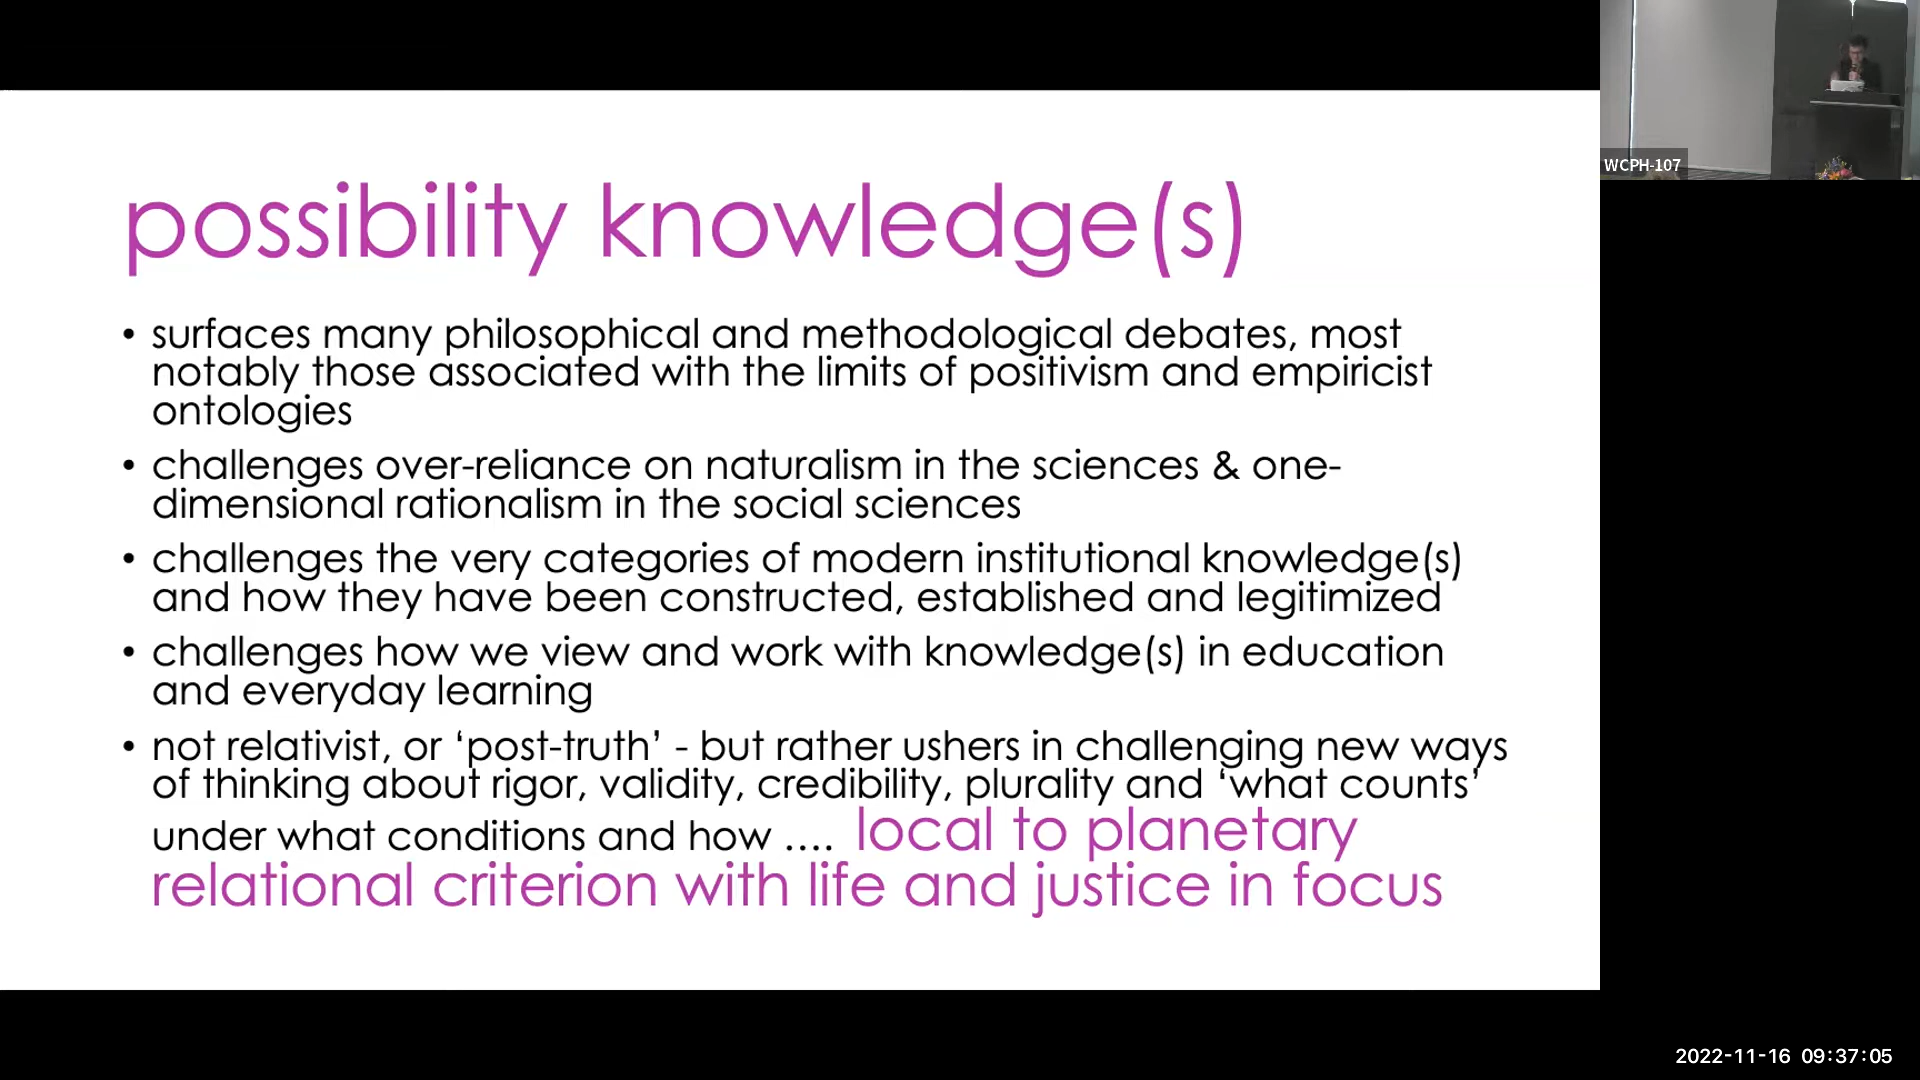 possibility knowledge(s)
• surfaces many philosophical and methodological debates, most
notably those associated with the limits of positivism and empiricist
ontologies
• challenges over-reliance on naturalism in the sciences & one-
dimensional rationalism in the social sciences
• challenges the very categories of modern institutional knowledge(s)
and how they have been constructed, established and legitimized
• challenges how we view and work with knowledge(s) in education
and everyday learning
• not relativist, or ‘post-truth’ - but rather ushers in challenging new ways
of thinking about rigor, validity, credibility, plurality and ‘what counts’
under what conditions and how .... local to planetary
relational criterion with life and justice in focus
WCPH-107
2022-11-16 09:37:05